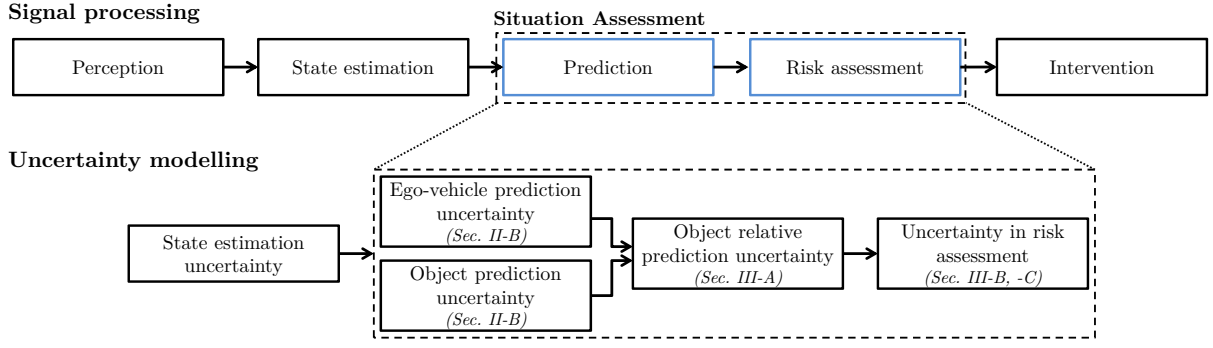 Signal processing
Situation Assessment
Perception
State estimation
Prediction
Risk assessment
Intervention
Uncertainty modelling
State estimation
uncertainty
Ego-vehicle prediction
uncertainty
(Sec. II-B)
Object prediction
uncertainty
(Sec. II-B)
Object relative
prediction uncertainty
(Sec. III-A)
Uncertainty in risk
assessment
(Sec. III-B, -C)